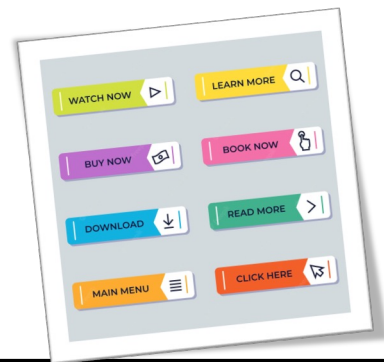 WATCH NOW
LEARN MORE
BUY NOW
BOOK NOW
DOWNLOAD
READ MORE
MAIN MENU
CLICK HERE